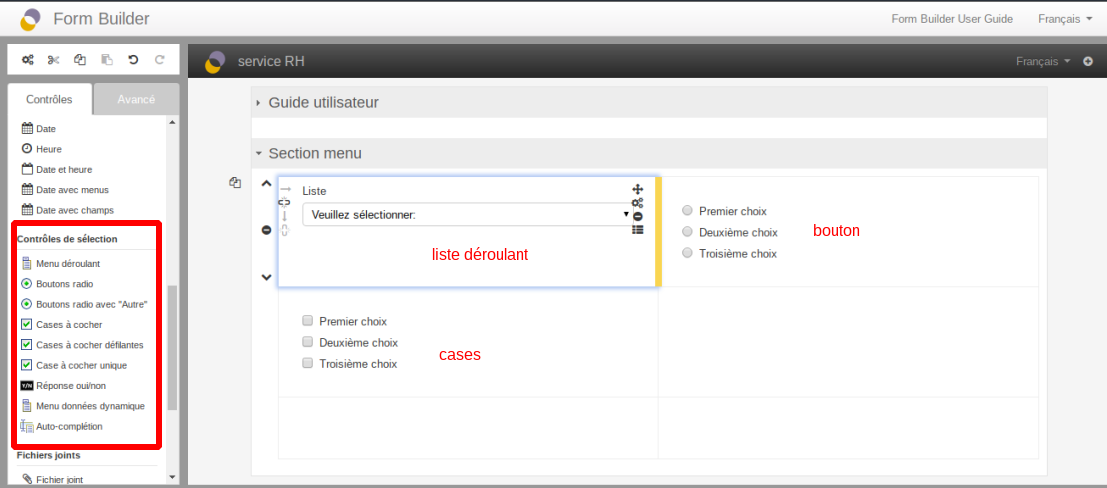 Form Builder
Form Builder User Guide
Français
service RH
Français
Contrôles
Avancé
Date
Heure
Date et heure
Date avec menus
Date avec champs
Contrôles de sélection
Menu déroulant
Boutons radio
Boutons radio avec "Autre"
Cases à cocher
Cases à cocher défilantes
Case à cocher unique
Y/N Réponse oui/non
Menu données dynamique
Auto-complétion
Fichiers joints
Fichier joint
Guide utilisateur
Section menu
Liste
Veuillez sélectionner:
liste déroulant
Premier choix
Deuxième choix
Troisième choix
bouton
Premier choix
Deuxième choix
Troisième choix
cases